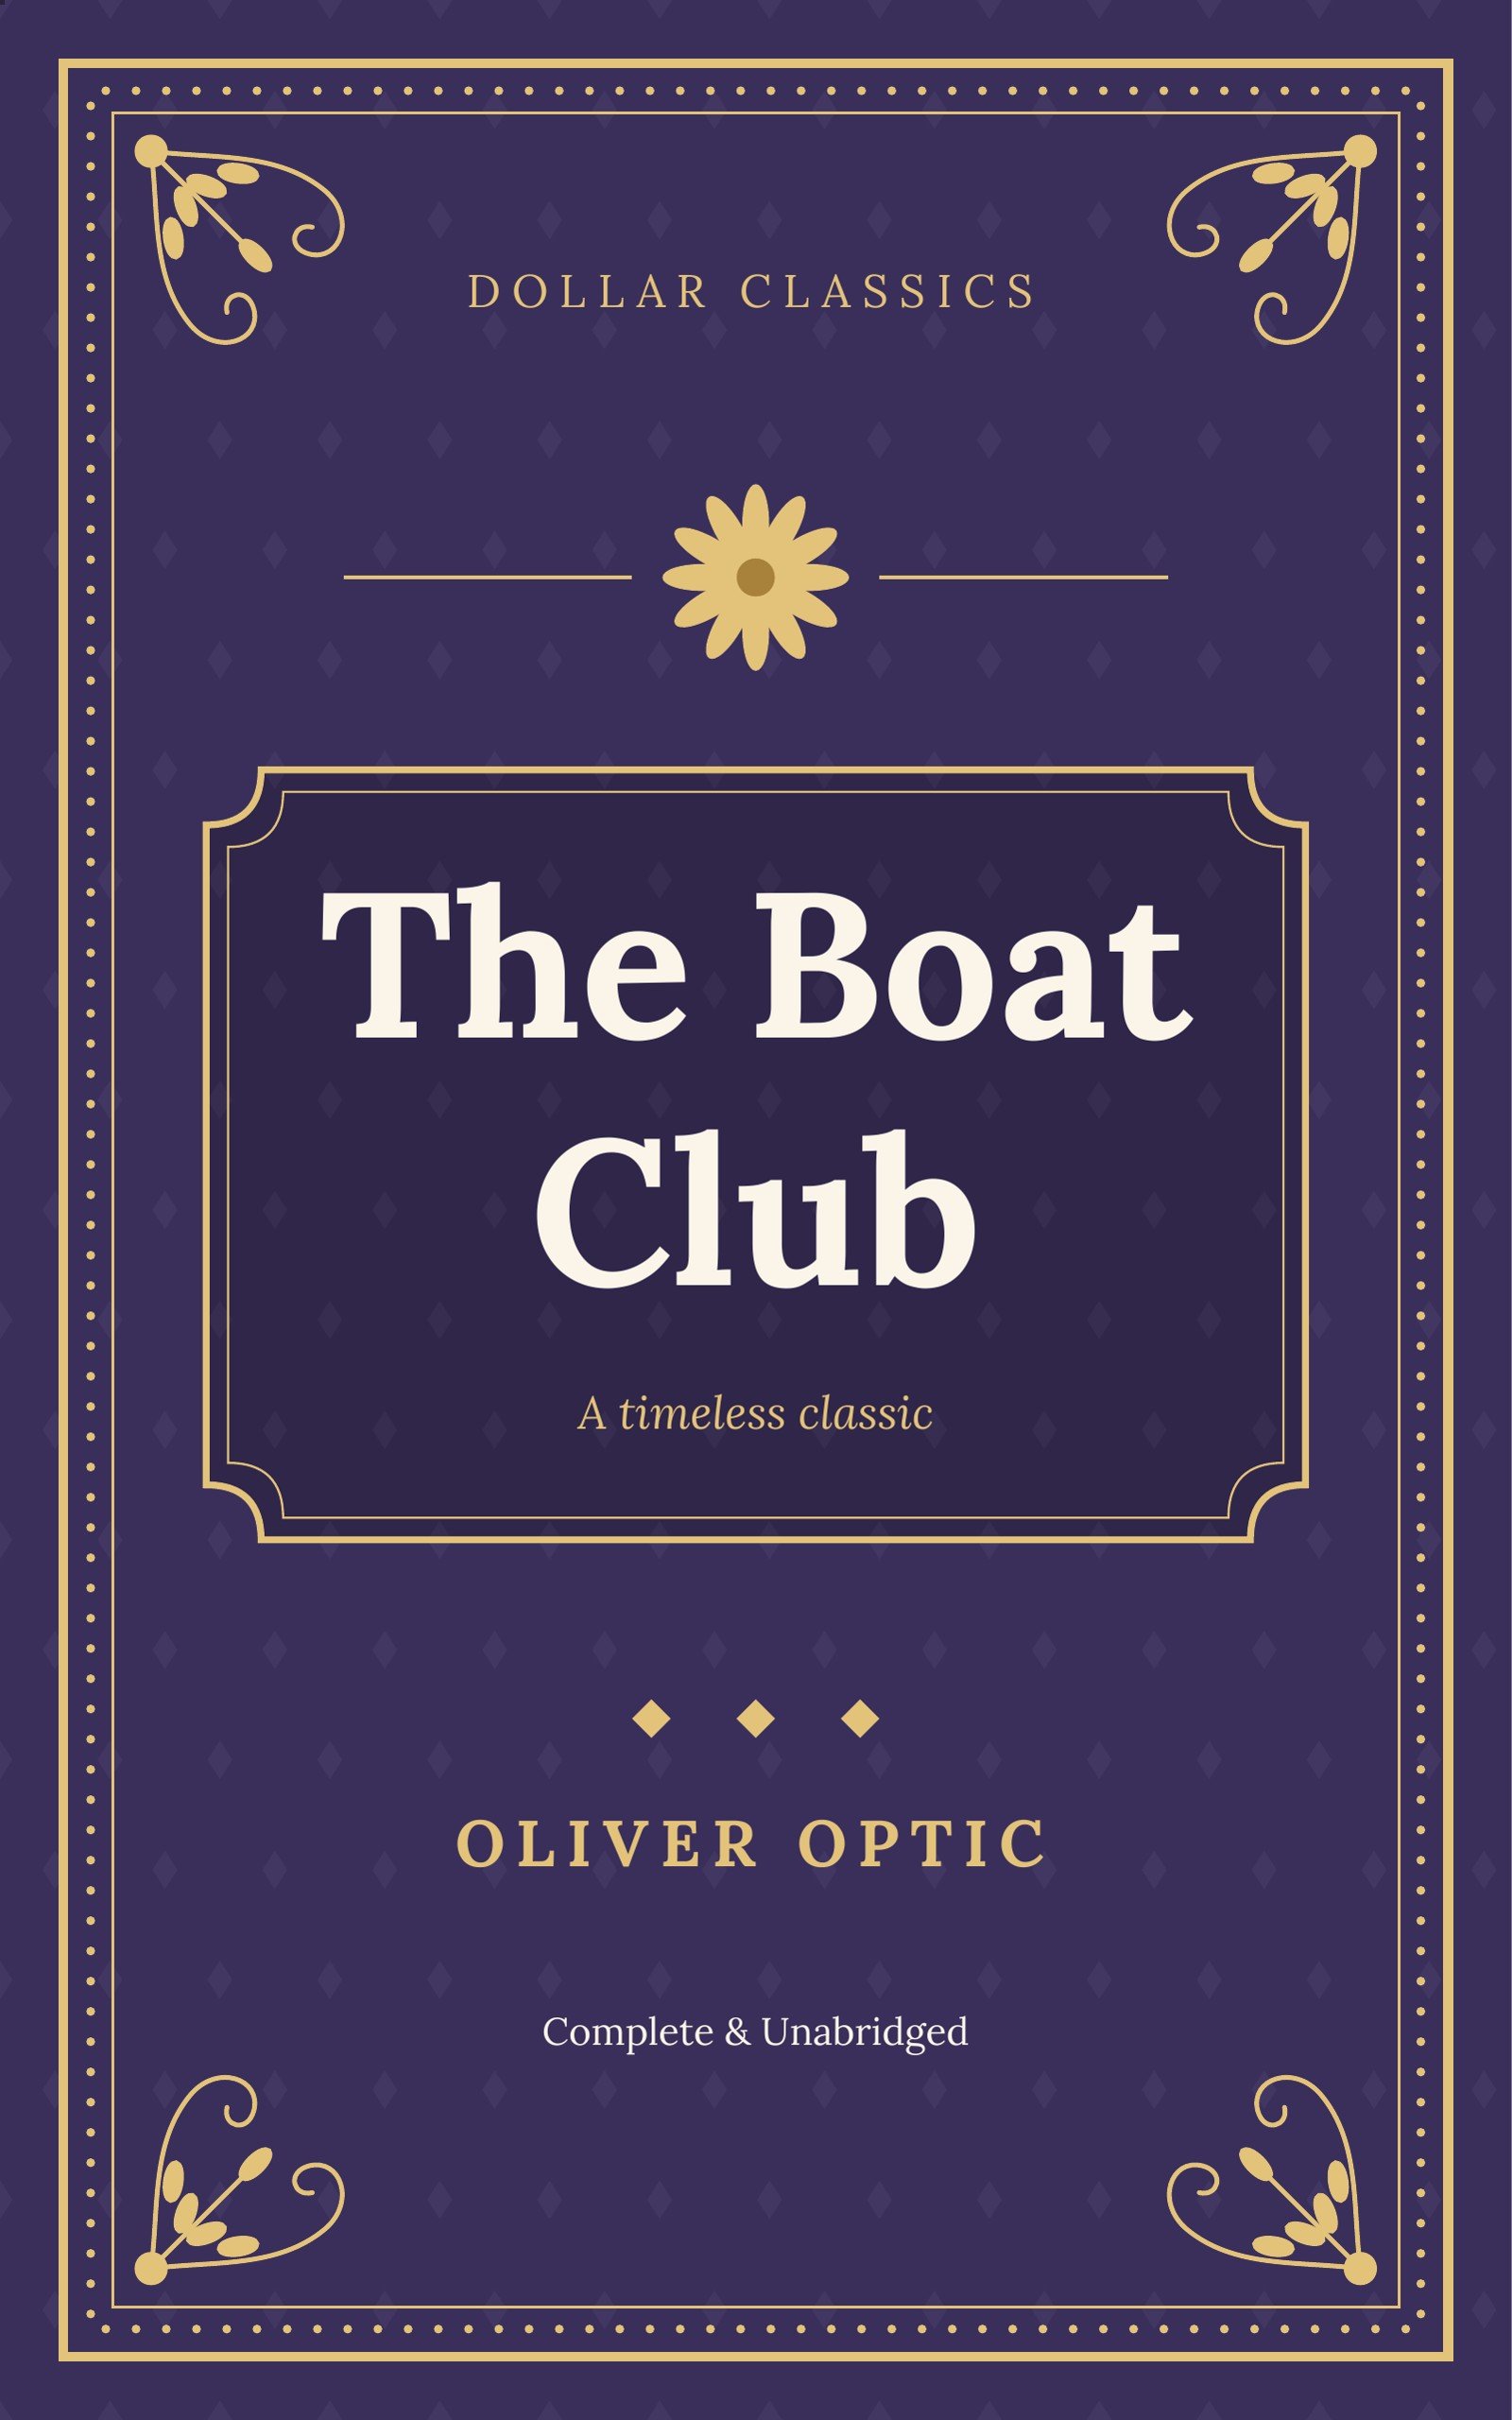 DOLLAR CLASSICS
The Boat
Club
A timeless classic
OLIVER OPTIC
Complete & Unabridged